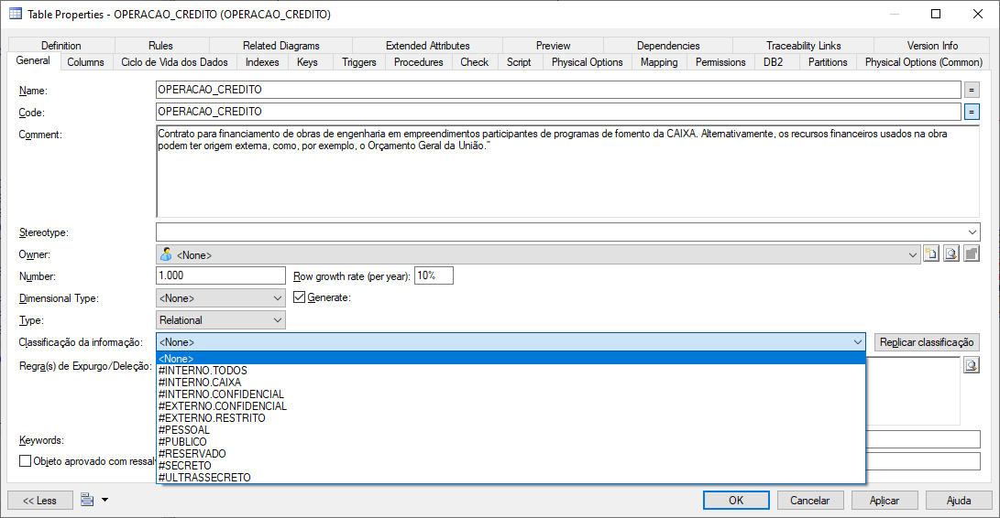 Table Properties - OPERACAO_CREDITO (OPERACAO_CREDITO)
Definition Rules Related Diagrams Extended Attributes Preview Dependencies Traceability Links Version Info
General Columns Ciclo de Vida dos Dados Indexes Keys Triggers Procedures Check Script Physical Options Mapping Permissions DB2 Partitions Physical Options (Common)
Name: OPERACAO_CREDITO =
Code: OPERACAO_CREDITO =
Comment: Contrato para financiamento de obras de engenharia em empreendimentos participantes de programas de fomento da CAIXA. Alternativamente, os recursos financeiros usados na obra
podem ter origem externa, como, por exemplo, o Orçamento Geral da União."
Stereotype:
Owner: <None>
Number: 1.000 Row growth rate (per year): 10%
Dimensional Type: <None> Generate:
Type: Relational
Classificação da informação: <None> Replicar classificação
<None>
Regra(s) de Expurgo/Deleção: #INTERNO.TODOS
#INTERNO.CAIXA
#INTERNO.CONFIDENCIAL
#EXTERNO.CONFIDENCIAL
#EXTERNO.RESTRITO
#PESSOAL
Keywords: #PUBLICO
#RESERVADO
Objeto aprovado com ressal #SECRETO
#ULTRASSECRETO
<< Less OK Cancelar Aplicar Ajuda